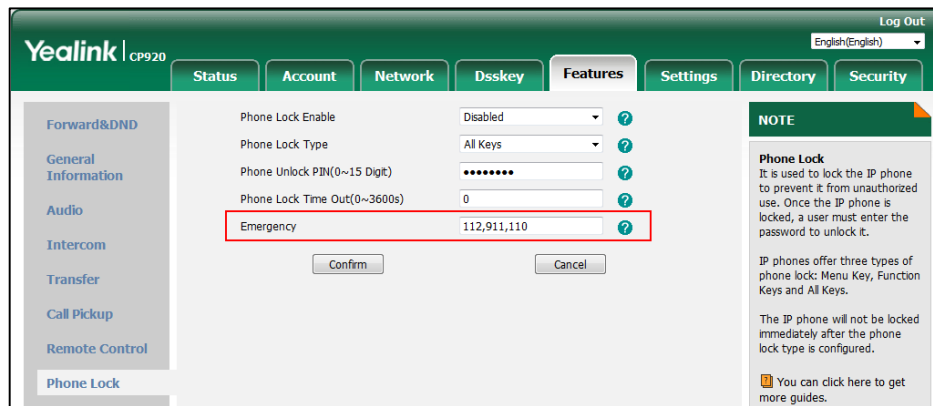 Log Out
Yealink CP920
English(English)
Status Account Network Dsskey Features Settings Directory Security
Forward&DND
General
Information
Audio
Intercom
Transfer
Call Pickup
Remote Control
Phone Lock
Phone Lock Enable Disabled ?
Phone Lock Type All Keys ?
Phone Unlock PIN(0~15 Digit) •••••••• ?
Phone Lock Time Out(0~3600s) 0 ?
Emergency 112,911,110 ?
Confirm Cancel
NOTE
Phone Lock
It is used to lock the IP phone
to prevent it from unauthorized
use. Once the IP phone is
locked, a user must enter the
password to unlock it.
IP phones offer three types of
phone lock: Menu Key, Function
Keys and All Keys.
The IP phone will not be locked
immediately after the phone
lock type is configured.
? You can click here to get
more guides.